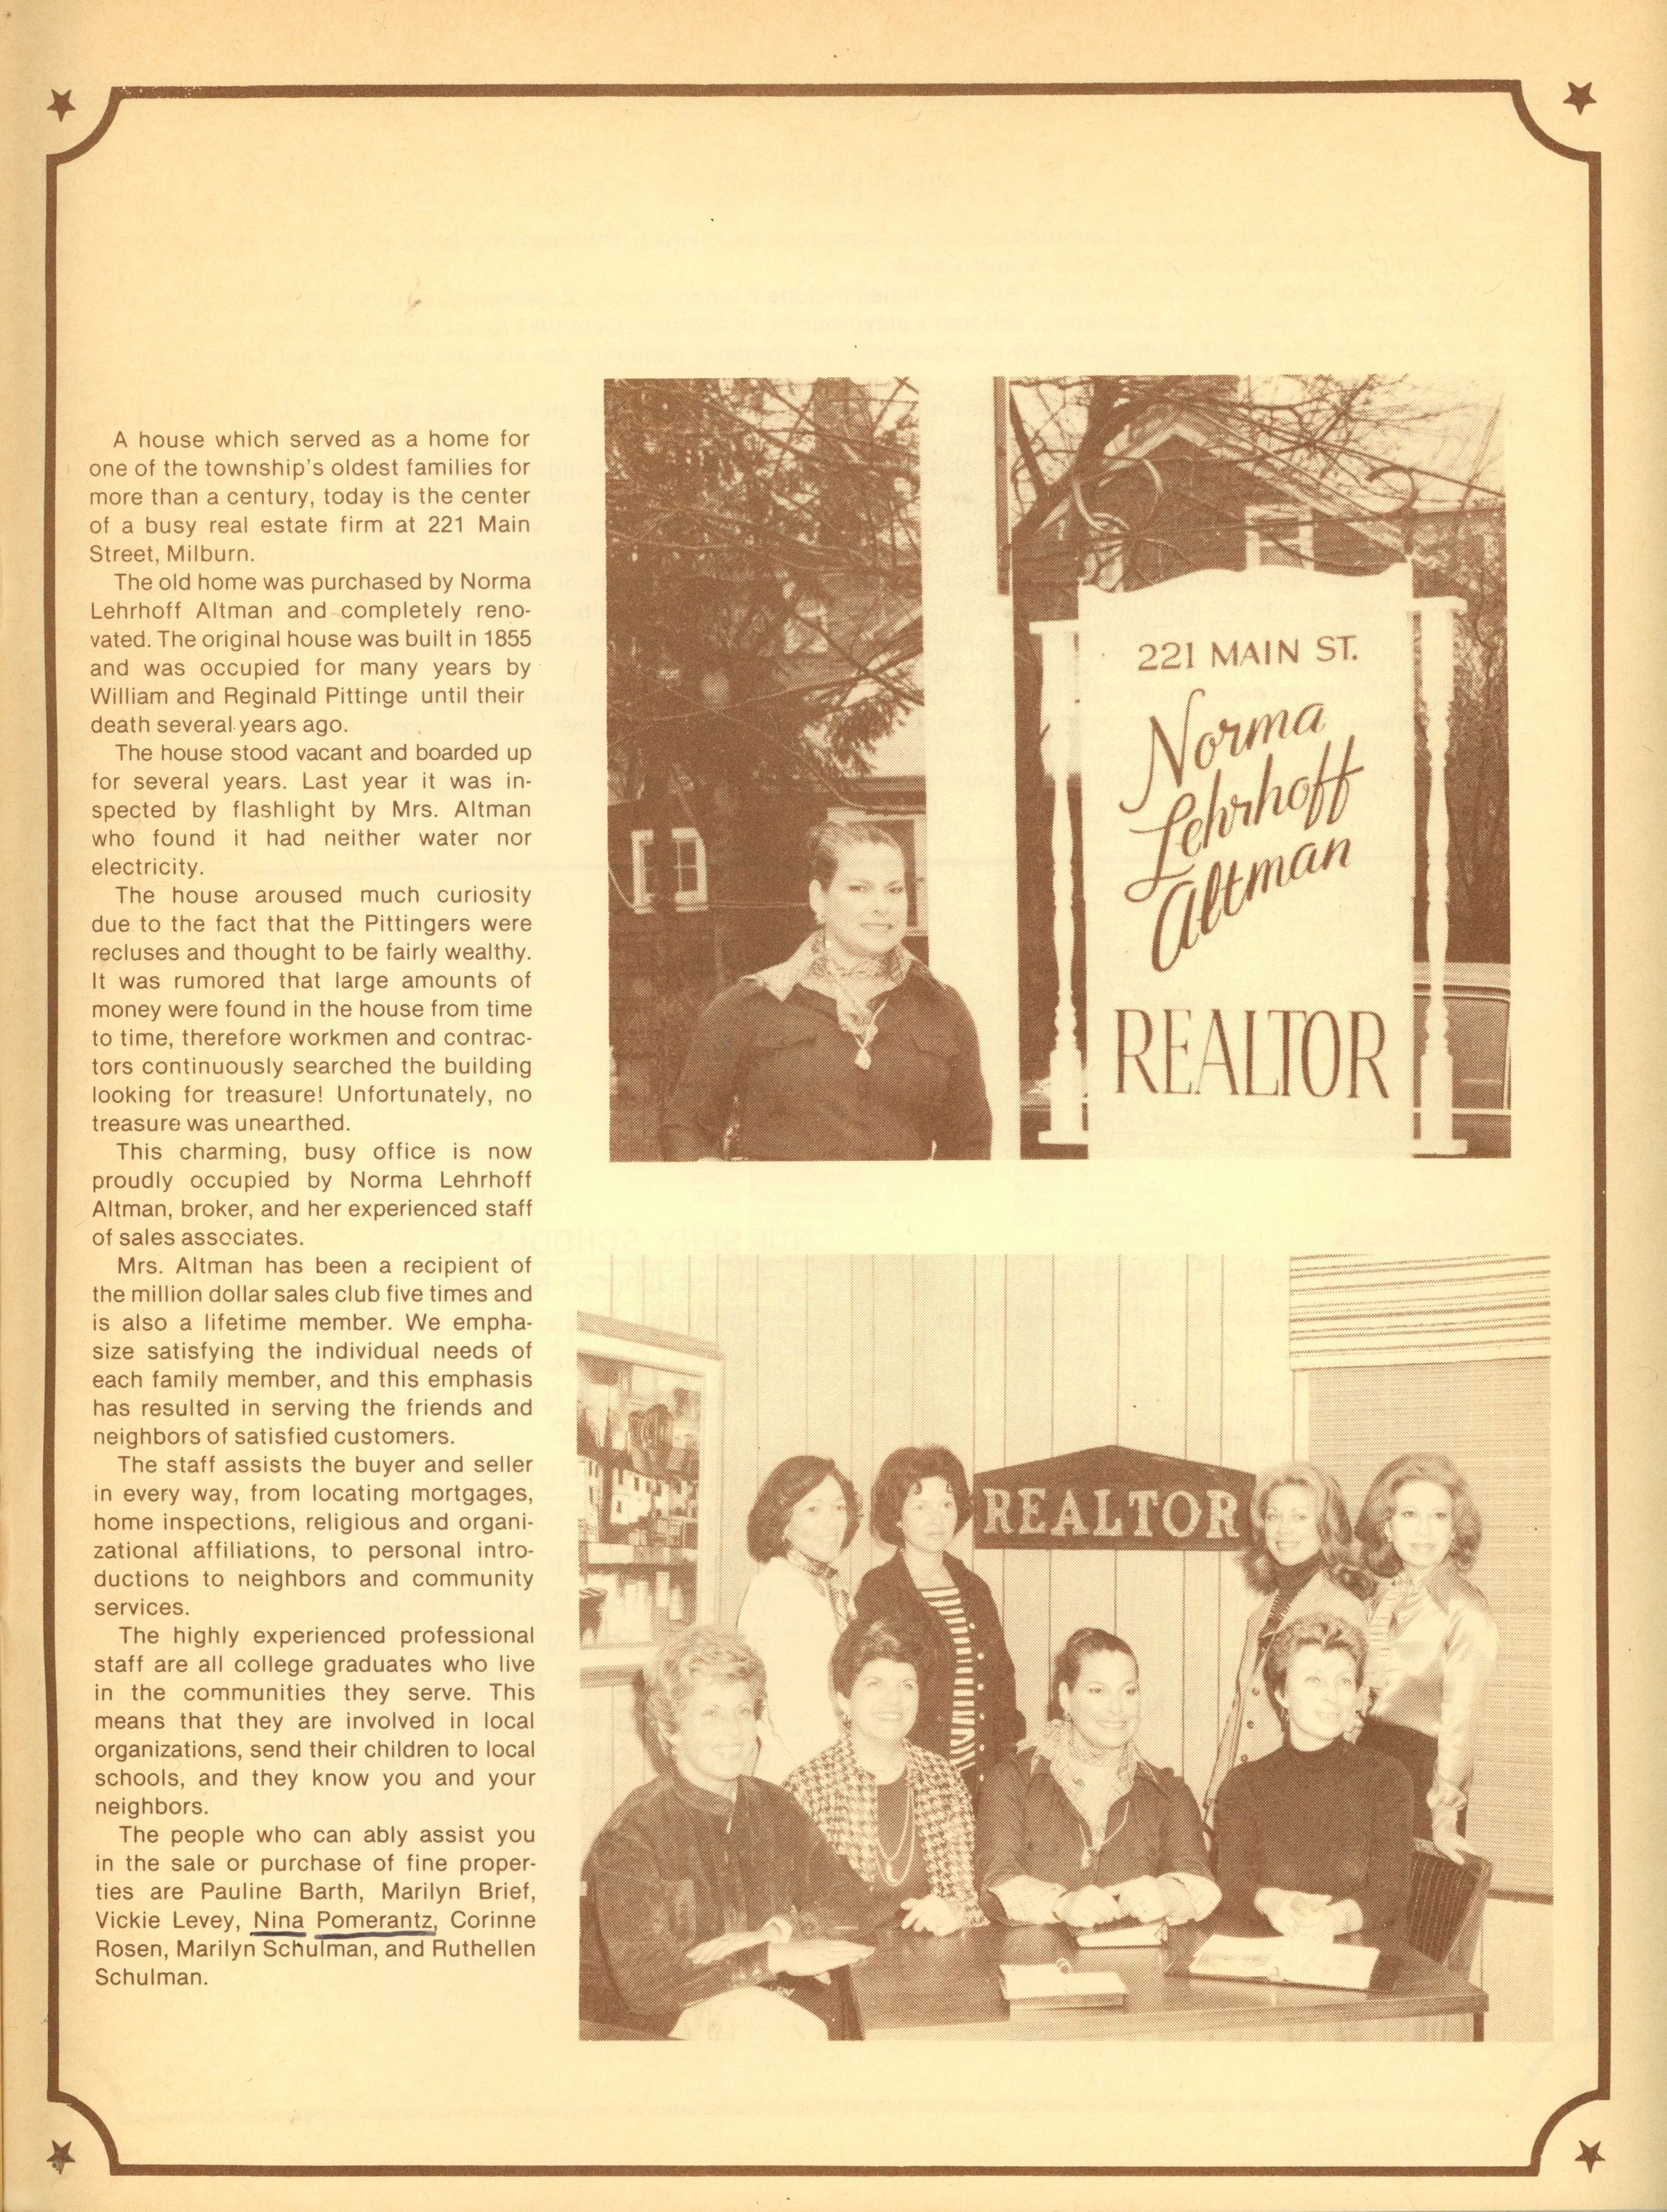 A house which served as a home for
one of the township's oldest families for
more than a century, today is the center
of a busy real estate firm at 221 Main
Street, Milburn.
The old home was purchased by Norma
Lehrhoff Altman and completely reno-
vated. The original house was built in 1855
and was occupied for many years by
William and Reginald Pittinge until their
death several years ago.
The house stood vacant and boarded up
for several years. Last year it was in-
spected by flashlight by Mrs. Altman
who found it had neither water nor
electricity.
The house aroused much curiosity
due to the fact that the Pittingers were
recluses and thought to be fairly wealthy.
It was rumored that large amounts of
money were found in the house from time
to time, therefore workmen and contrac-
tors continuously searched the building
looking for treasure! Unfortunately, no
treasure was unearthed.
This charming, busy office is now
proudly occupied by Norma Lehrhoff
Altman, broker, and her experienced staff
of sales associates.
Mrs. Altman has been a recipient of
the million dollar sales club five times and
is also a lifetime member. We empha-
size satisfying the individual needs of
each family member, and this emphasis
has resulted in serving the friends and
neighbors of satisfied customers.
The staff assists the buyer and seller
in every way, from locating mortgages,
home inspections, religious and organi-
zational affiliations, to personal intro-
ductions to neighbors and community
services.
The highly experienced professional
staff are all college graduates who live
in the communities they serve. This
means that they are involved in local
organizations, send their children to local
schools, and they know you and your
neighbors.
The people who can ably assist you
in the sale or purchase of fine proper-
ties are Pauline Barth, Marilyn Brief,
Vickie Levey, Nina Pomerantz, Corinne
Rosen, Marilyn Schulman, and Ruthellen
Schulman.
221 MAIN ST.
Norma
Lehrhoff
Altman
REALTOR
REALTOR